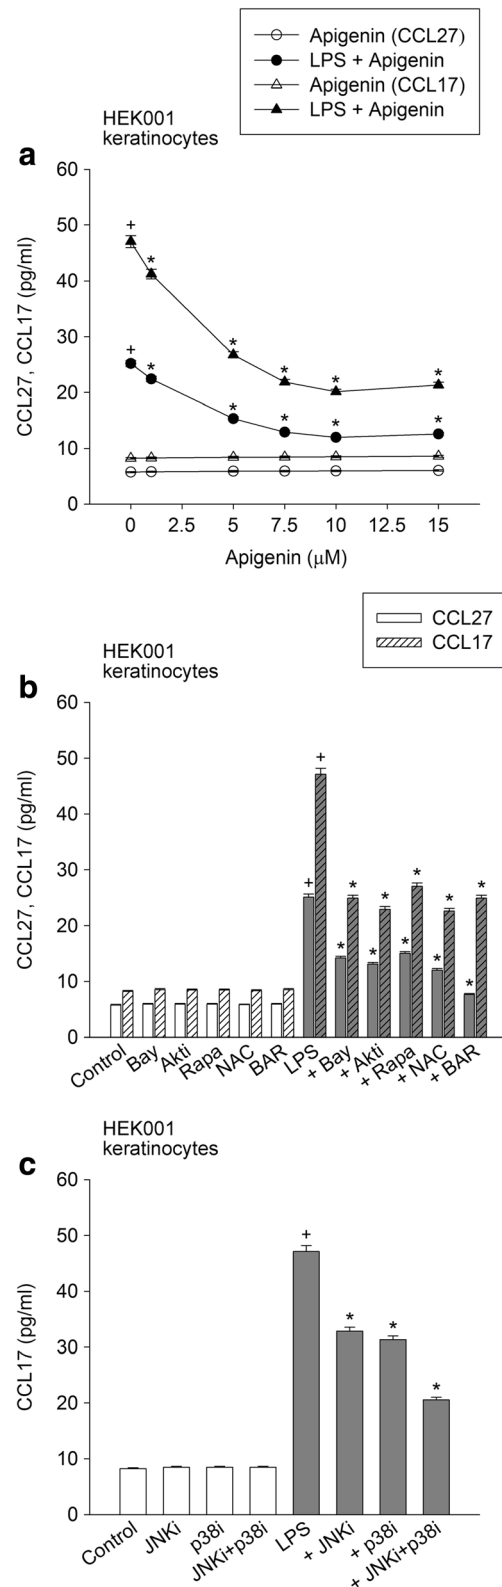 Apigenin (CCL27)
LPS + Apigenin
Apigenin (CCL17)
LPS + Apigenin
HEK001
keratinocytes
a
60
50
40
30
20
10
0
CCL27, CCL17 (pg/ml)
+
*
*
*
*
*
+
*
*
*
*
*
0 2.5 5 7.5 10 12.5 15
Apigenin (μM)
CCL27
CCL17
HEK001
keratinocytes
b
60
50
40
30
20
10
0
CCL27, CCL17 (pg/ml)
+
+
* * * * *
* * * * *
Control Bay Akti Rapa NAC BAR LPS + Bay + Akti + Rapa + NAC + BAR
HEK001
keratinocytes
c
60
50
40
30
20
10
0
CCL17 (pg/ml)
+
* * *
Control JNKi p38i JNKi+p38i LPS + JNKi + p38i + JNKi+p38i